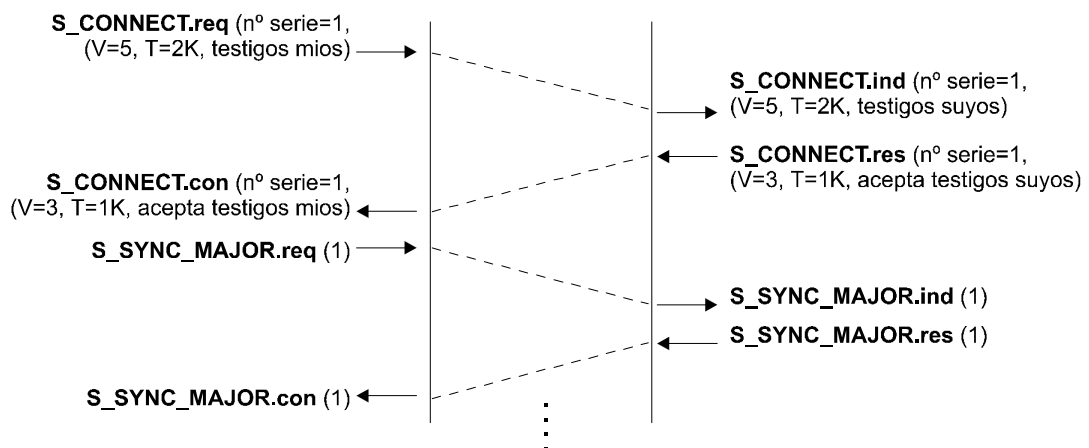 S_CONNECT.req (nº serie=1,
(V=5, T=2K, testigos mios)
S_CONNECT.ind (nº serie=1,
(V=5, T=2K, testigos suyos)
S_CONNECT.res (nº serie=1,
(V=3, T=1K, acepta testigos suyos)
S_CONNECT.con (nº serie=1,
(V=3, T=1K, acepta testigos mios)
S_SYNC_MAJOR.req (1)
S_SYNC_MAJOR.ind (1)
S_SYNC_MAJOR.res (1)
S_SYNC_MAJOR.con (1)